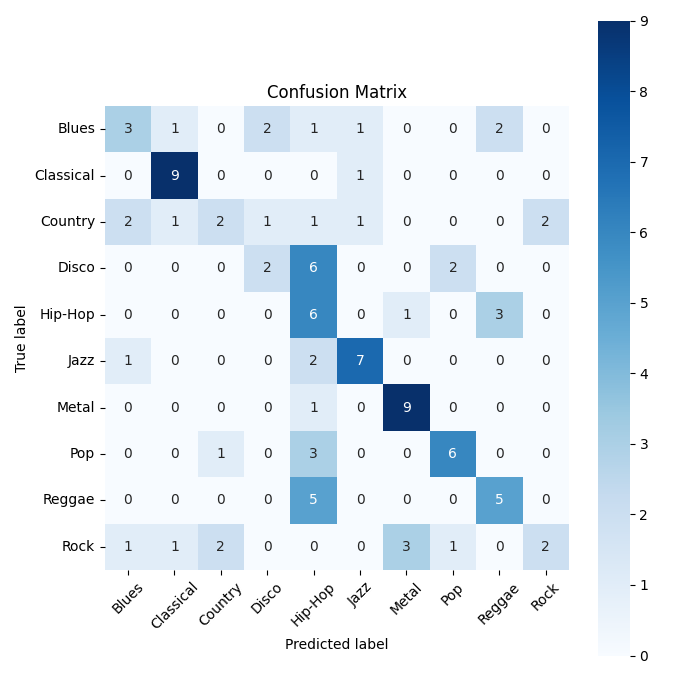 Confusion Matrix
Blues 3 1 0 2 1 1 0 0 2 0
Classical 0 9 0 0 0 1 0 0 0 0
Country 2 1 2 1 1 1 0 0 0 2
Disco 0 0 0 2 6 0 0 2 0 0
Hip-Hop 0 0 0 0 6 0 1 0 3 0
Jazz 1 0 0 0 2 7 0 0 0 0
Metal 0 0 0 0 1 0 9 0 0 0
Pop 0 0 1 0 3 0 0 6 0 0
Reggae 0 0 0 0 5 0 0 0 5 0
Rock 1 1 2 0 0 0 3 1 0 2
Blues Classical Country Disco Hip-Hop Jazz Metal Pop Reggae Rock
Predicted label
True label
9
8
7
6
5
4
3
2
1
0